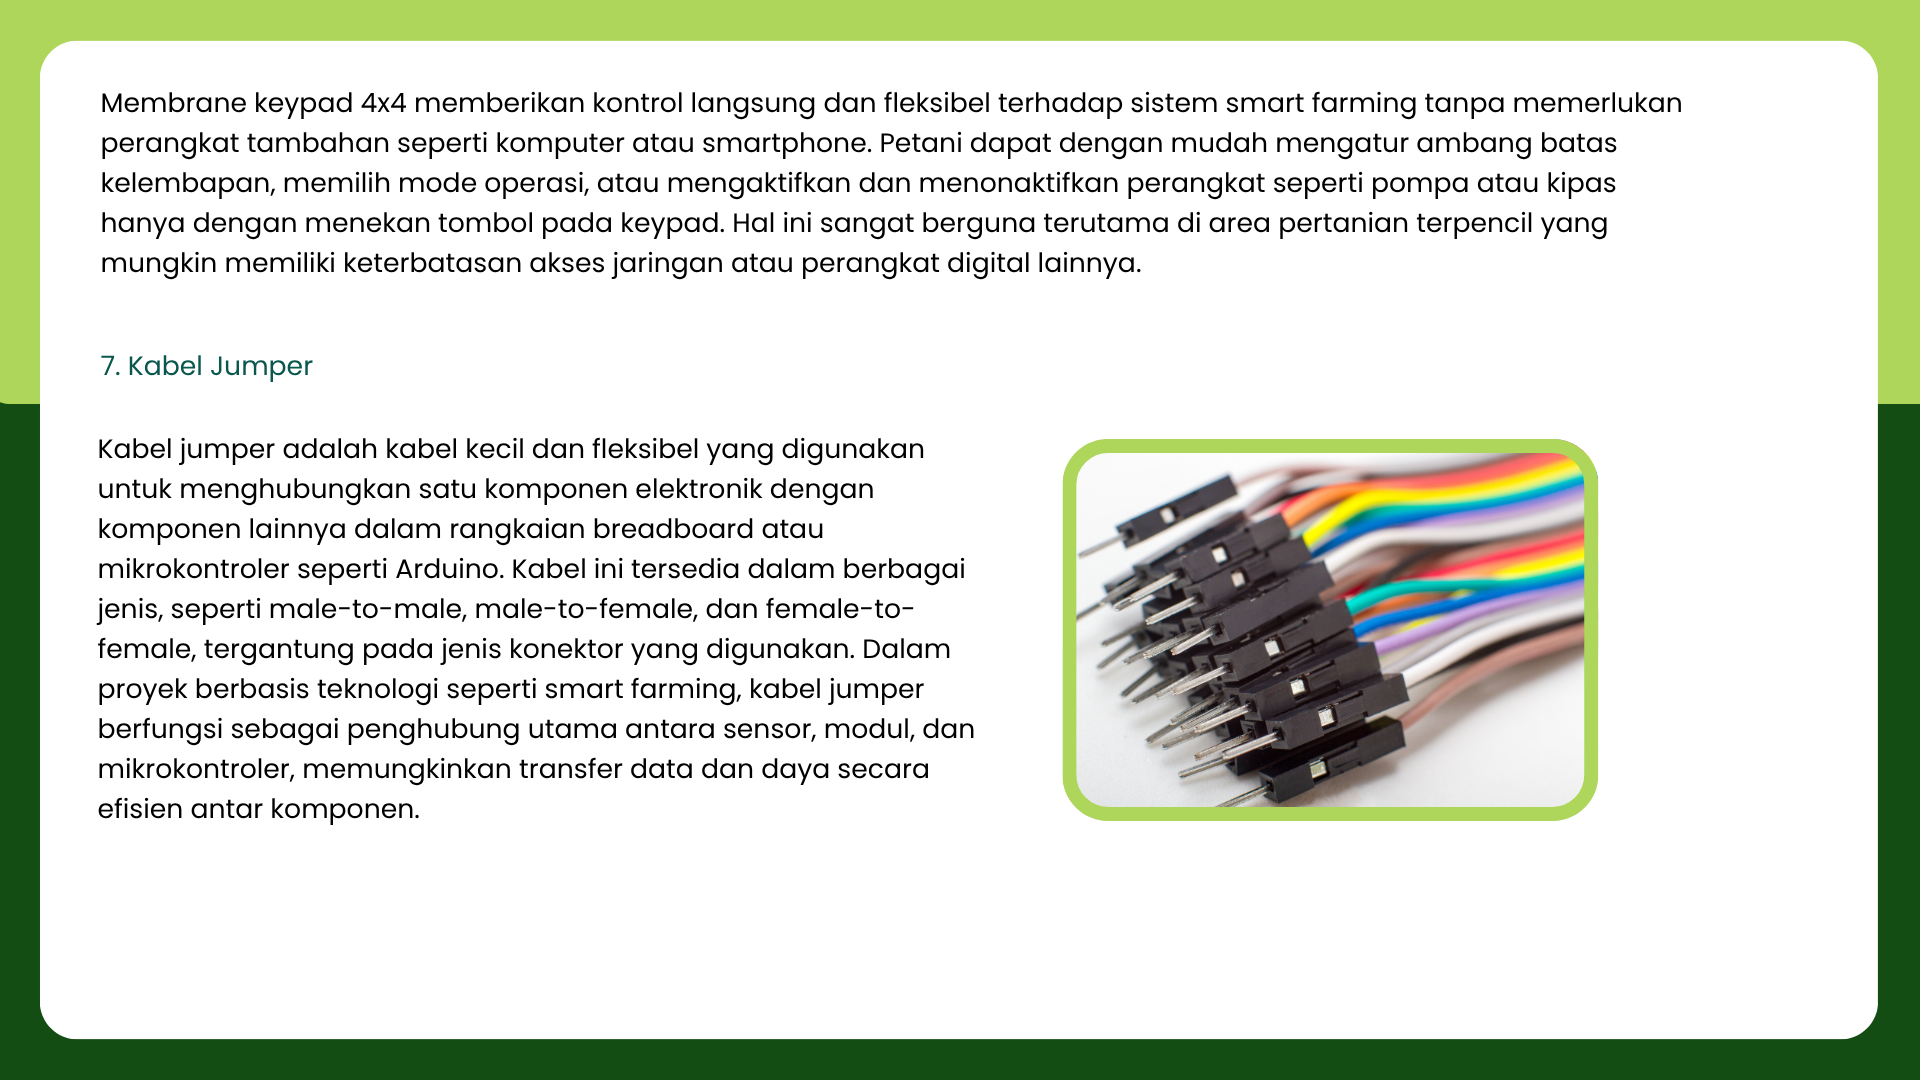 Membrane keypad 4x4 memberikan kontrol langsung dan fleksibel terhadap sistem smart farming tanpa memerlukan
perangkat tambahan seperti komputer atau smartphone. Petani dapat dengan mudah mengatur ambang batas
kelembapan, memilih mode operasi, atau mengaktifkan dan menonaktifkan perangkat seperti pompa atau kipas
hanya dengan menekan tombol pada keypad. Hal ini sangat berguna terutama di area pertanian terpencil yang
mungkin memiliki keterbatasan akses jaringan atau perangkat digital lainnya.
7. Kabel Jumper
Kabel jumper adalah kabel kecil dan fleksibel yang digunakan
untuk menghubungkan satu komponen elektronik dengan
komponen lainnya dalam rangkaian breadboard atau
mikrokontroler seperti Arduino. Kabel ini tersedia dalam berbagai
jenis, seperti male-to-male, male-to-female, dan female-to-
female, tergantung pada jenis konektor yang digunakan. Dalam
proyek berbasis teknologi seperti smart farming, kabel jumper
berfungsi sebagai penghubung utama antara sensor, modul, dan
mikrokontroler, memungkinkan transfer data dan daya secara
efisien antar komponen.